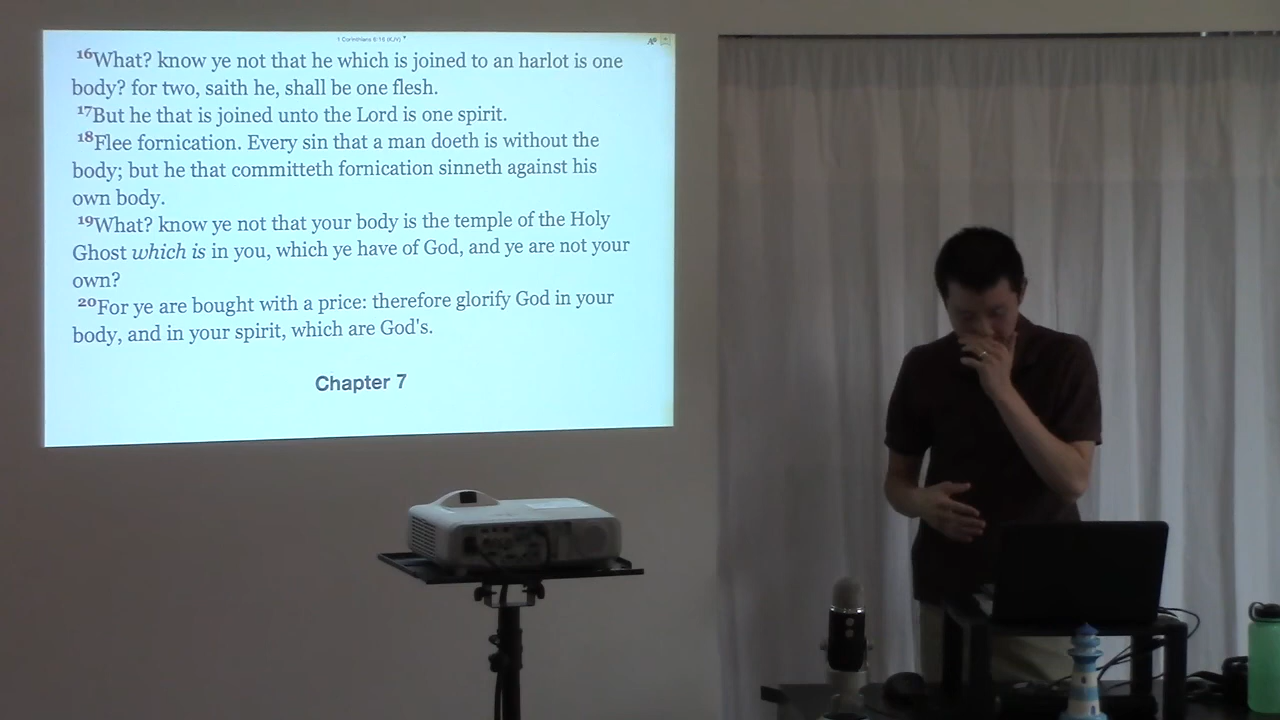 1 Corinthians 6:16 (KJV)
16What? know ye not that he which is joined to an harlot is one
body? for two, saith he, shall be one flesh.
17But he that is joined unto the Lord is one spirit.
18Flee fornication. Every sin that a man doeth is without the
body; but he that committeth fornication sinneth against his
own body.
19What? know ye not that your body is the temple of the Holy
Ghost which is in you, which ye have of God, and ye are not your
own?
20For ye are bought with a price: therefore glorify God in your
body, and in your spirit, which are God's.
Chapter 7